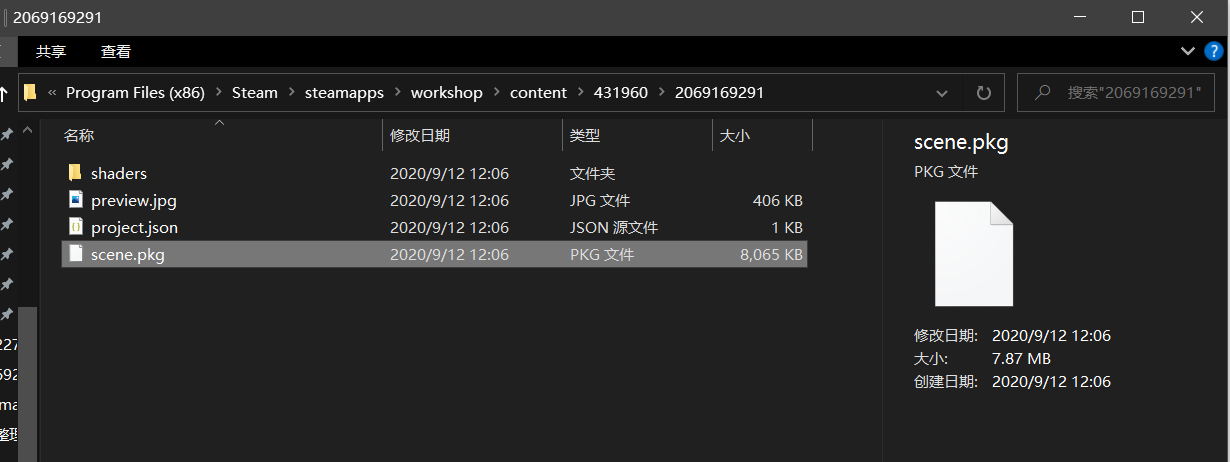 2069169291
共享 查看
« Program Files (x86) > Steam > steamapps > workshop > content > 431960 > 2069169291 搜索"2069169291"
名称 修改日期 类型 大小
shaders 2020/9/12 12:06 文件夹
preview.jpg 2020/9/12 12:06 JPG 文件 406 KB
project.json 2020/9/12 12:06 JSON 源文件 1 KB
scene.pkg 2020/9/12 12:06 PKG 文件 8,065 KB
227
592
ma
整理
scene.pkg
PKG 文件
修改日期: 2020/9/12 12:06
大小: 7.87 MB
创建日期: 2020/9/12 12:06